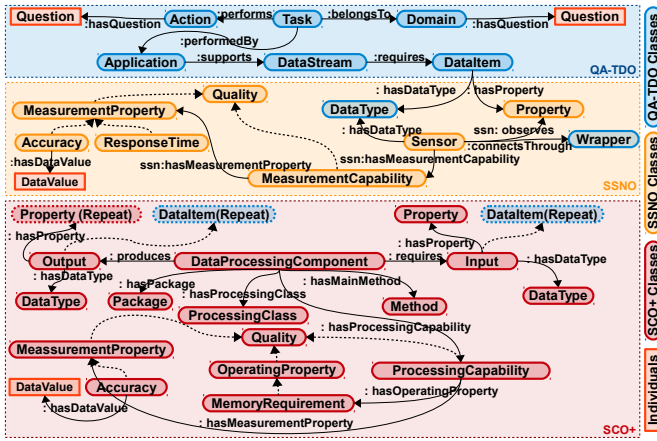 Question
:hasQuestion
Action
:performs
Task
:belongsTo
Domain
:hasQuestion
Question
:performedBy
Application
:supports
DataStream
:requires
DataItem
QA-TDO
: hasDataType
:hasProperty
Quality
MeasurementProperty
DataType
Property
: hasDataType
ssn: observes
Accuracy
ResponseTime
Sensor
:connectsThrough
Wrapper
:hasDataValue
ssn:hasMeasurementProperty
ssn:hasMeasurementCapability
DataValue
MeasurementCapability
SSNO
Property (Repeat)
DataItem(Repeat)
Property
DataItem(Repeat)
: hasProperty
: hasProperty
Output
: produces
DataProcessingComponent
: requires
Input
: hasDataType
: hasDataType
: hasPackage
: hasMainMethod
: hasProcessingClass
DataType
Package
Method
DataType
ProcessingClass
: hasProcessingCapability
MeassurementProperty
Quality
OperatingProperty
ProcessingCapability
DataValue
Accuracy
: hasOperatingProperty
: hasDataValue
MemoryRequirement
: hasMeasurementProperty
SCO+
QA-TDO Classes
SSNO Classes
SCO+ Classes
Individuals